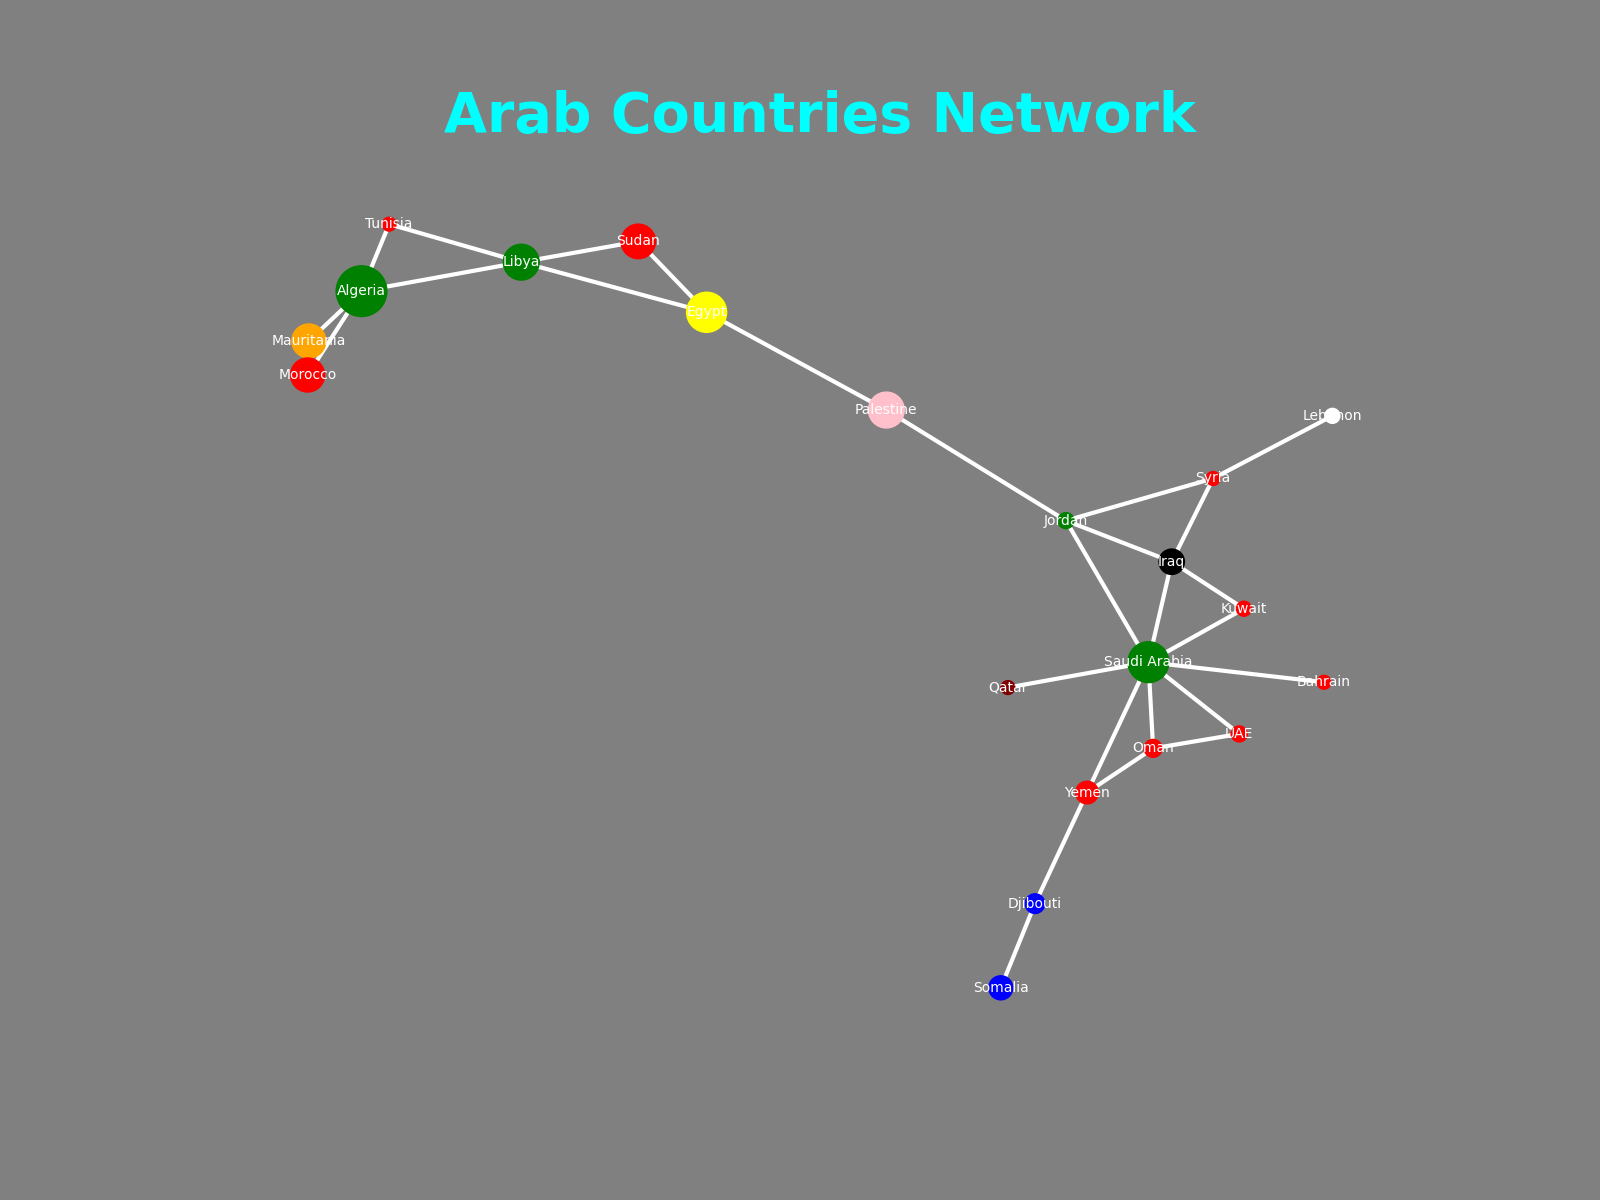 Arab Countries Network
Tunisia
Sudan
Libya
Algeria
Egypt
Mauritania
Morocco
Palestine
Lebanon
Syria
Jordan
Iraq
Kuwait
Saudi Arabia
Qatar
Bahrain
UAE
Oman
Yemen
Djibouti
Somalia